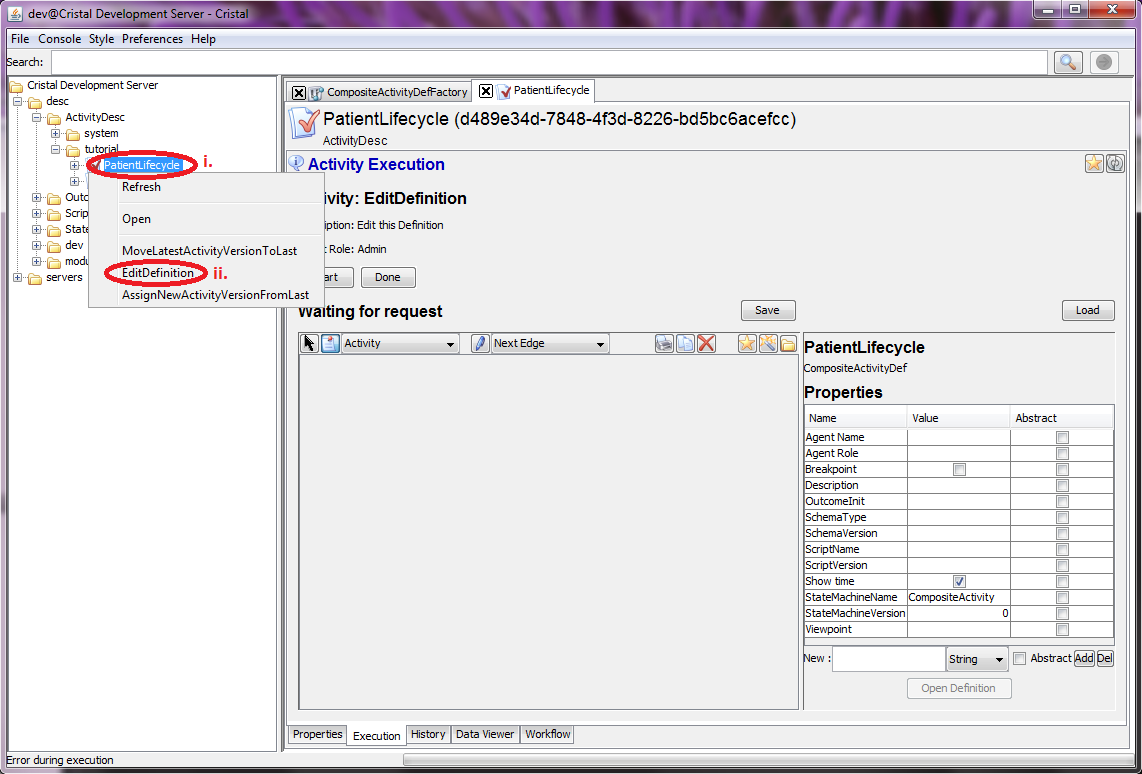 dev@Cristal Development Server - Cristal
File Console Style Preferences Help
Search:
Cristal Development Server
desc
ActivityDesc
system
tutorial
PatientLifecycle i.
Refresh
Open
MoveLatestActivityVersionToLast
EditDefinition ii.
AssignNewActivityVersionFromLast
Outc
Scrip
State
dev
modu
servers
CompositeActivityDefFactory PatientLifecycle
PatientLifecycle (d489e34d-7848-4f3d-8226-bd5bc6acefcc)
ActivityDesc
Activity Execution
ivity: EditDefinition
iption: Edit this Definition
t Role: Admin
art Done
Waiting for request Save Load
Activity Next Edge
PatientLifecycle
CompositeActivityDef
Properties
Name Value Abstract
Agent Name
Agent Role
Breakpoint
Description
OutcomeInit
SchemaType
SchemaVersion
ScriptName
ScriptVersion
Show time
StateMachineName CompositeActivity
StateMachineVersion 0
Viewpoint
New : String Abstract Add Del
Open Definition
Properties Execution History Data Viewer Workflow
Error during execution